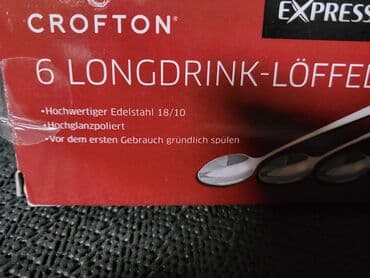 EXPRESS
CROFTON®
6 LONGDRINK-LÖFFEL
•Hochwertiger Edelstahl 18/10
•Hochglanzpoliert
•Vor dem ersten Gebrauch gründlich spülen